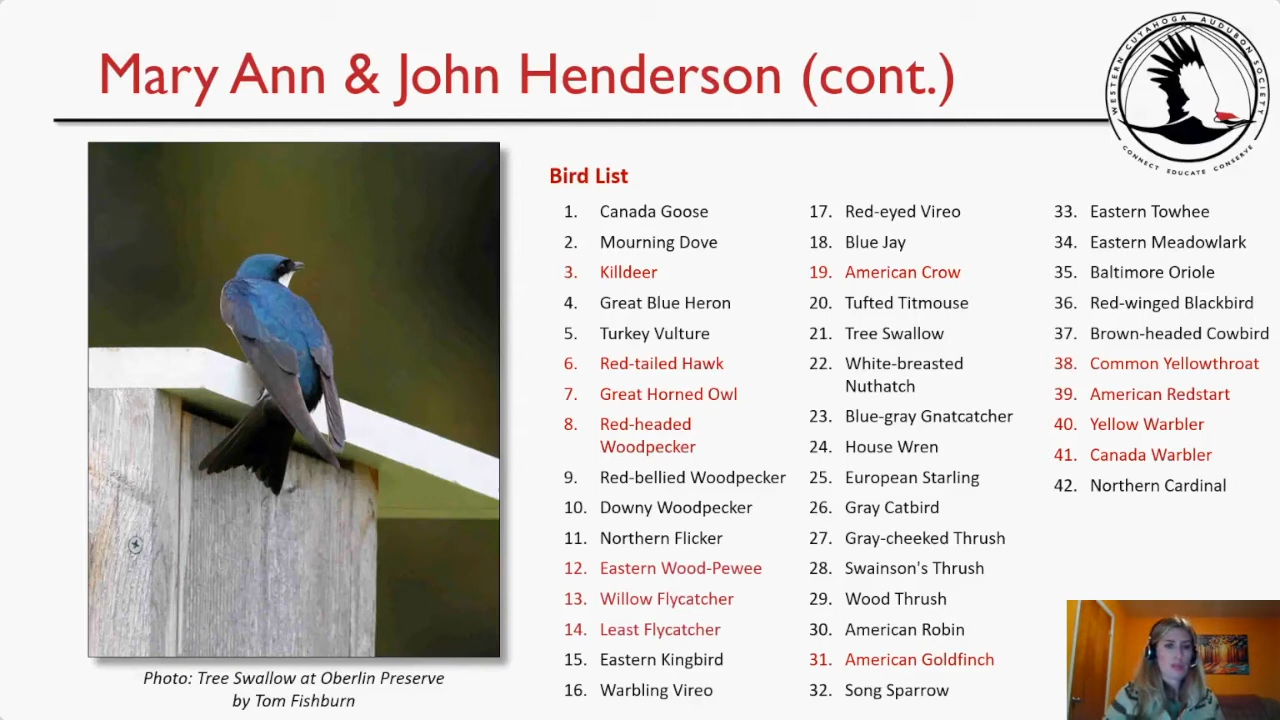 Mary Ann & John Henderson (cont.)
WESTERN CUYAHOGA AUDUBON SOCIETY
CONNECT EDUCATE CONSERVE
Bird List
1. Canada Goose
2. Mourning Dove
3. Killdeer
4. Great Blue Heron
5. Turkey Vulture
6. Red-tailed Hawk
7. Great Horned Owl
8. Red-headed
Woodpecker
9. Red-bellied Woodpecker
10. Downy Woodpecker
11. Northern Flicker
12. Eastern Wood-Pewee
13. Willow Flycatcher
14. Least Flycatcher
15. Eastern Kingbird
16. Warbling Vireo
17. Red-eyed Vireo
18. Blue Jay
19. American Crow
20. Tufted Titmouse
21. Tree Swallow
22. White-breasted
Nuthatch
23. Blue-gray Gnatcatcher
24. House Wren
25. European Starling
26. Gray Catbird
27. Gray-cheeked Thrush
28. Swainson's Thrush
29. Wood Thrush
30. American Robin
31. American Goldfinch
32. Song Sparrow
33. Eastern Towhee
34. Eastern Meadowlark
35. Baltimore Oriole
36. Red-winged Blackbird
37. Brown-headed Cowbird
38. Common Yellowthroat
39. American Redstart
40. Yellow Warbler
41. Canada Warbler
42. Northern Cardinal
Photo: Tree Swallow at Oberlin Preserve
by Tom Fishburn